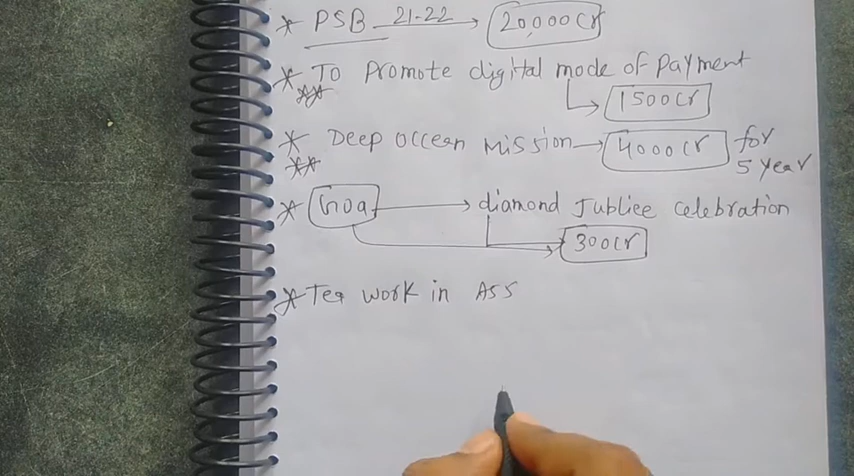 * PSB 21-22 → 20,000 Cr
* To Promote digital mode of Payment
** → 1500 Cr
* Deep Occean Mission → 4000 Cr for
** 5 year
* Goa → diamond Jubliee Celebration
300 Cr
* Tea work in ASS